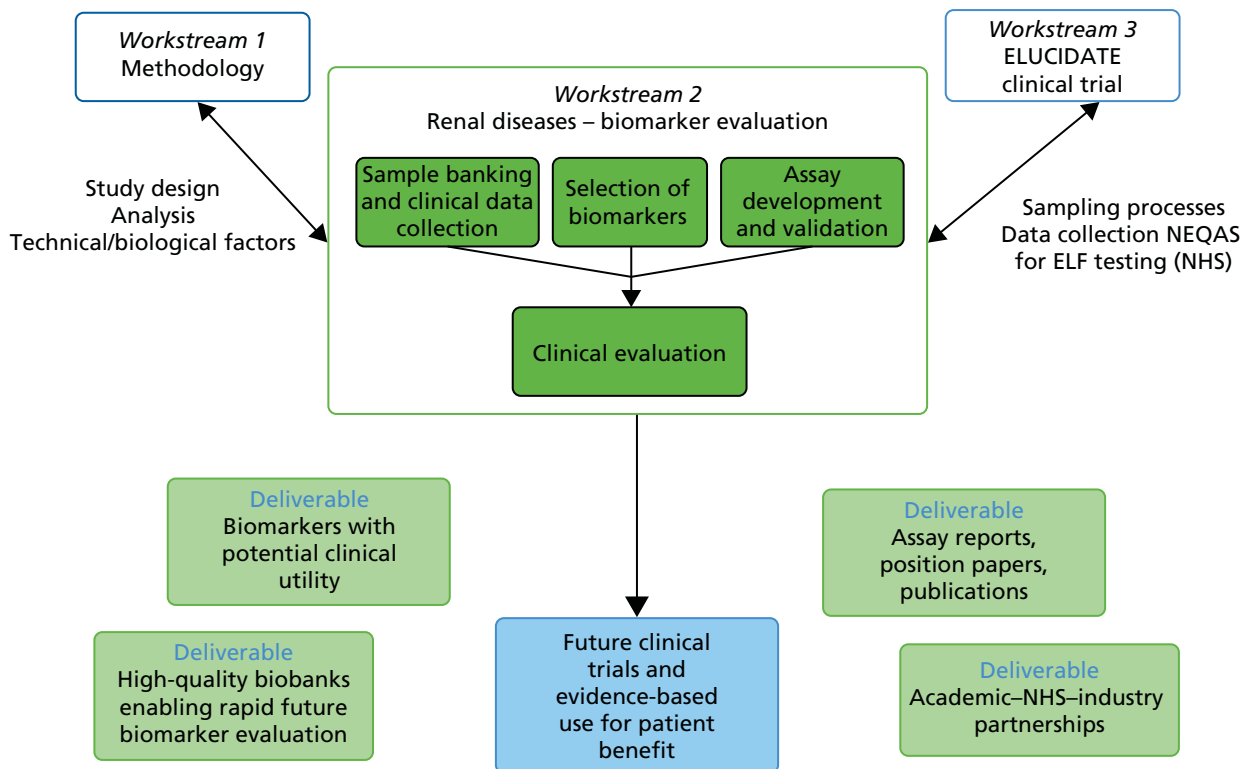 Workstream 1
Methodology
Workstream 3
ELUCIDATE
clinical trial
Workstream 2
Renal diseases – biomarker evaluation
Sample banking
and clinical data
collection
Selection of
biomarkers
Assay
development
and validation
Study design
Analysis
Technical/biological factors
Sampling processes
Data collection NEQAS
for ELF testing (NHS)
Clinical evaluation
Deliverable
Biomarkers with
potential clinical
utility
Deliverable
Assay reports,
position papers,
publications
Deliverable
High-quality biobanks
enabling rapid future
biomarker evaluation
Future clinical
trials and
evidence-based
use for patient
benefit
Deliverable
Academic–NHS–industry
partnerships